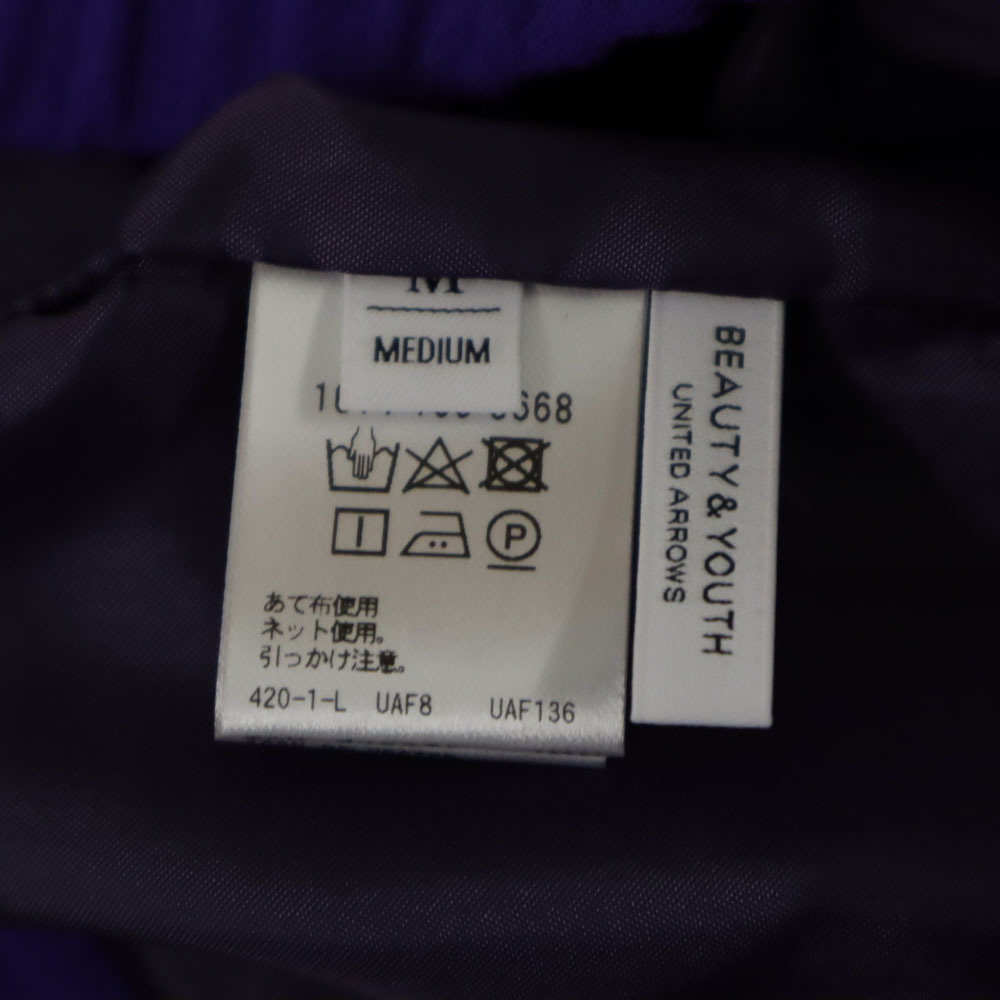 M
MEDIUM
668
あて布使用
ネット使用。
引っかけ注意。
420-1-L UAF8 UAF136
P
BEAUTY & YOUTH
UNITED ARROWS